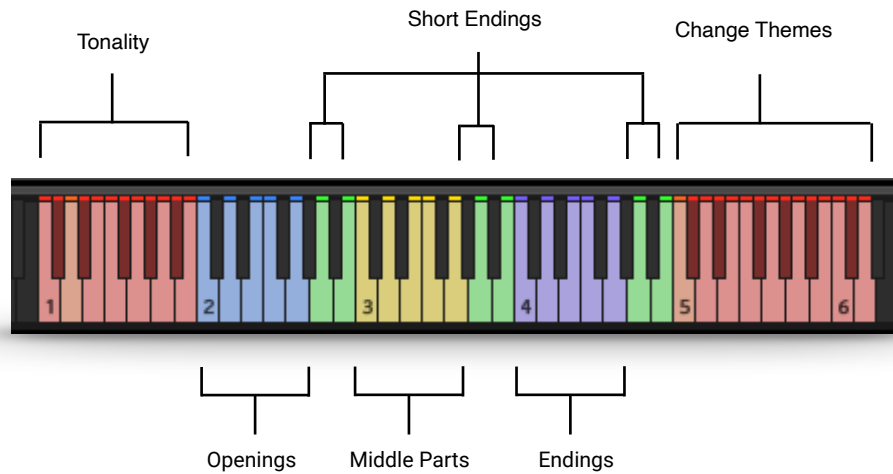 Short Endings
Tonality
Change Themes
1 2 3 4 5 6
Openings
Middle Parts
Endings